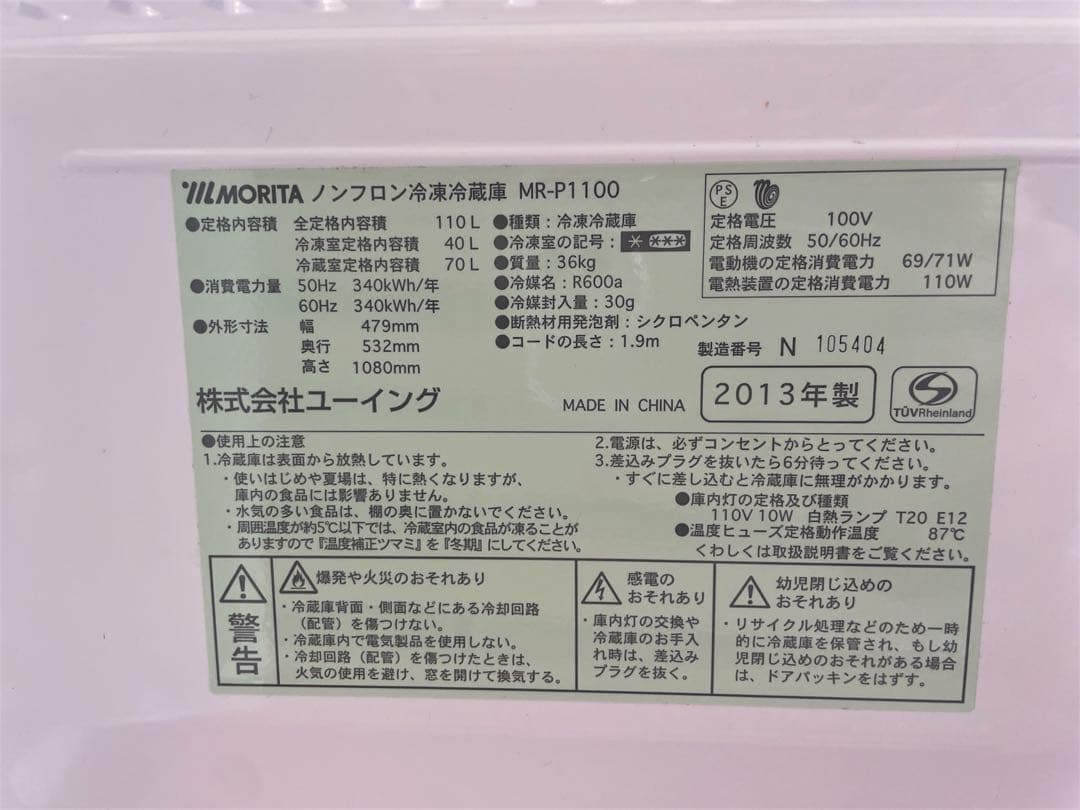 MORITA ノンフロン冷凍冷蔵庫 MR-P1100
●定格内容積 全定格内容積 110L
冷凍室定格内容積 40L
冷蔵室定格内容積 70L
●消費電力量 50Hz 340kWh/年
60Hz 340kWh/年
●外形寸法 幅 479mm
奥行 532mm
高さ 1080mm
●種類：冷凍冷蔵庫
●冷凍室の記号：
●質量：36kg
●冷媒名：R600a
●冷媒封入量：30g
●断熱材用発泡剤：シクロペンタン
●コードの長さ：1.9m
PS
E
定格電圧 100V
定格周波数 50/60Hz
電動機の定格消費電力 69/71W
電熱装置の定格消費電力 110W
製造番号 N 105404
株式会社ユーイング
MADE IN CHINA
2013年製
TÜVRheinland
●使用上の注意
1.冷蔵庫は表面から放熱しています。
・使いはじめや夏場は、特に熱くなりますが、
庫内の食品には影響ありません。
・水気の多い食品は、棚の奥に置かないでください。
・周囲温度が約5℃以下では、冷蔵室内の食品が凍ることが
ありますので『温度補正ツマミ』を『冬期』にしてください。
2.電源は、必ずコンセントからとってください。
3.差込みプラグを抜いたら6分待ってください。
・すぐに差し込むと冷蔵庫に無理がかかります。
●庫内灯の定格及び種類
110V 10W 白熱ランプ T20 E12
●温度ヒューズ定格動作温度 87℃
くわしくは取扱説明書をご覧ください。
警告
爆発や火災のおそれあり
・冷蔵庫背面・側面などにある冷却回路
（配管）を傷つけない。
・冷蔵庫内で電気製品を使用しない。
・冷却回路（配管）を傷つけたときは、
火気の使用を避け、窓を開けて換気する。
感電の
おそれあり
・庫内灯の交換や
冷蔵庫のお手入
れ時は、差込み
プラグを抜く。
幼児閉じ込めの
おそれあり
・リサイクル処理などのため一時
的に冷蔵庫を保管され、もし幼
児閉じ込めのおそれがある場合
は、ドアパッキンをはずす。